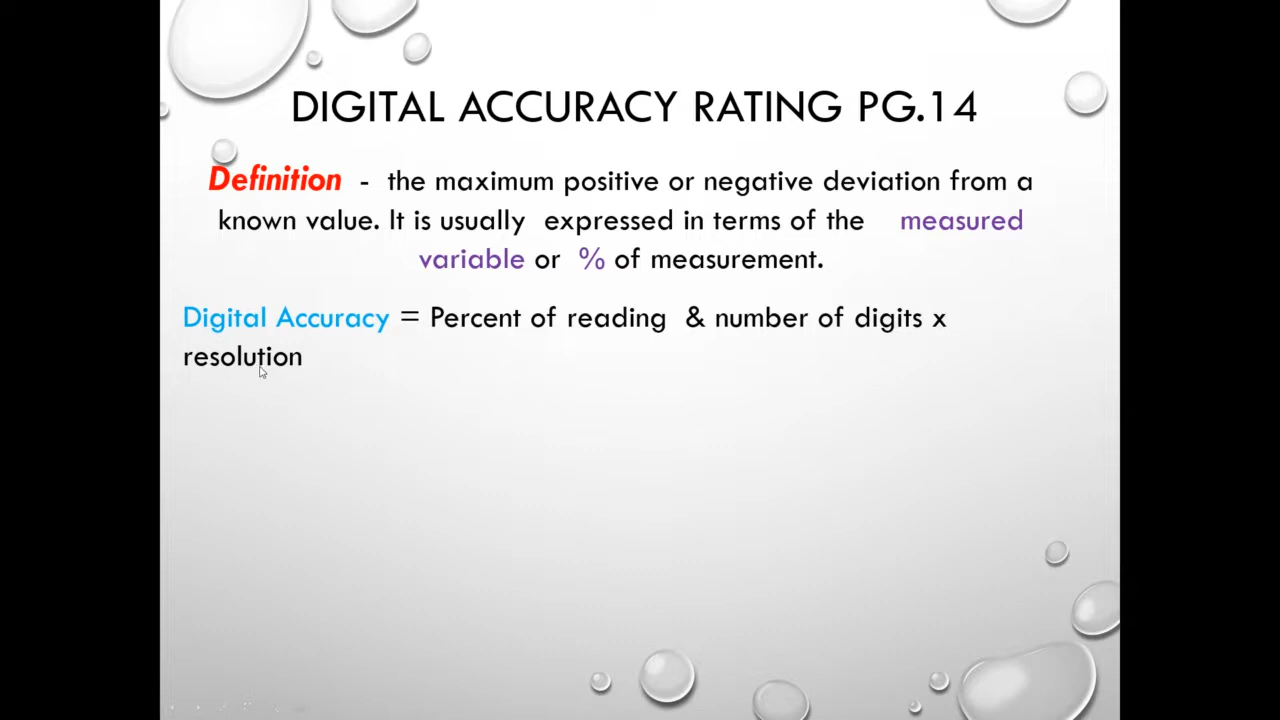 DIGITAL ACCURACY RATING PG.14
Definition - the maximum positive or negative deviation from a
known value. It is usually expressed in terms of the measured
variable or % of measurement.
Digital Accuracy = Percent of reading & number of digits x
resolution